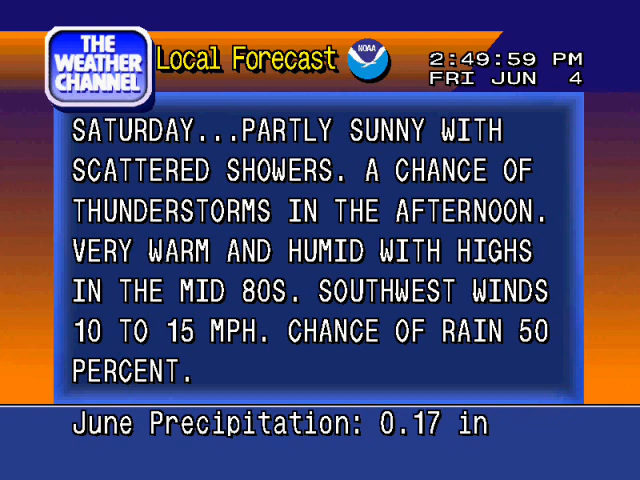 THE
WEATHER
CHANNEL
Local Forecast
NOAA
2:49:59 PM
FRI JUN 4
SATURDAY...PARTLY SUNNY WITH
SCATTERED SHOWERS. A CHANCE OF
THUNDERSTORMS IN THE AFTERNOON.
VERY WARM AND HUMID WITH HIGHS
IN THE MID 80S. SOUTHWEST WINDS
10 TO 15 MPH. CHANCE OF RAIN 50
PERCENT.
June Precipitation: 0.17 in